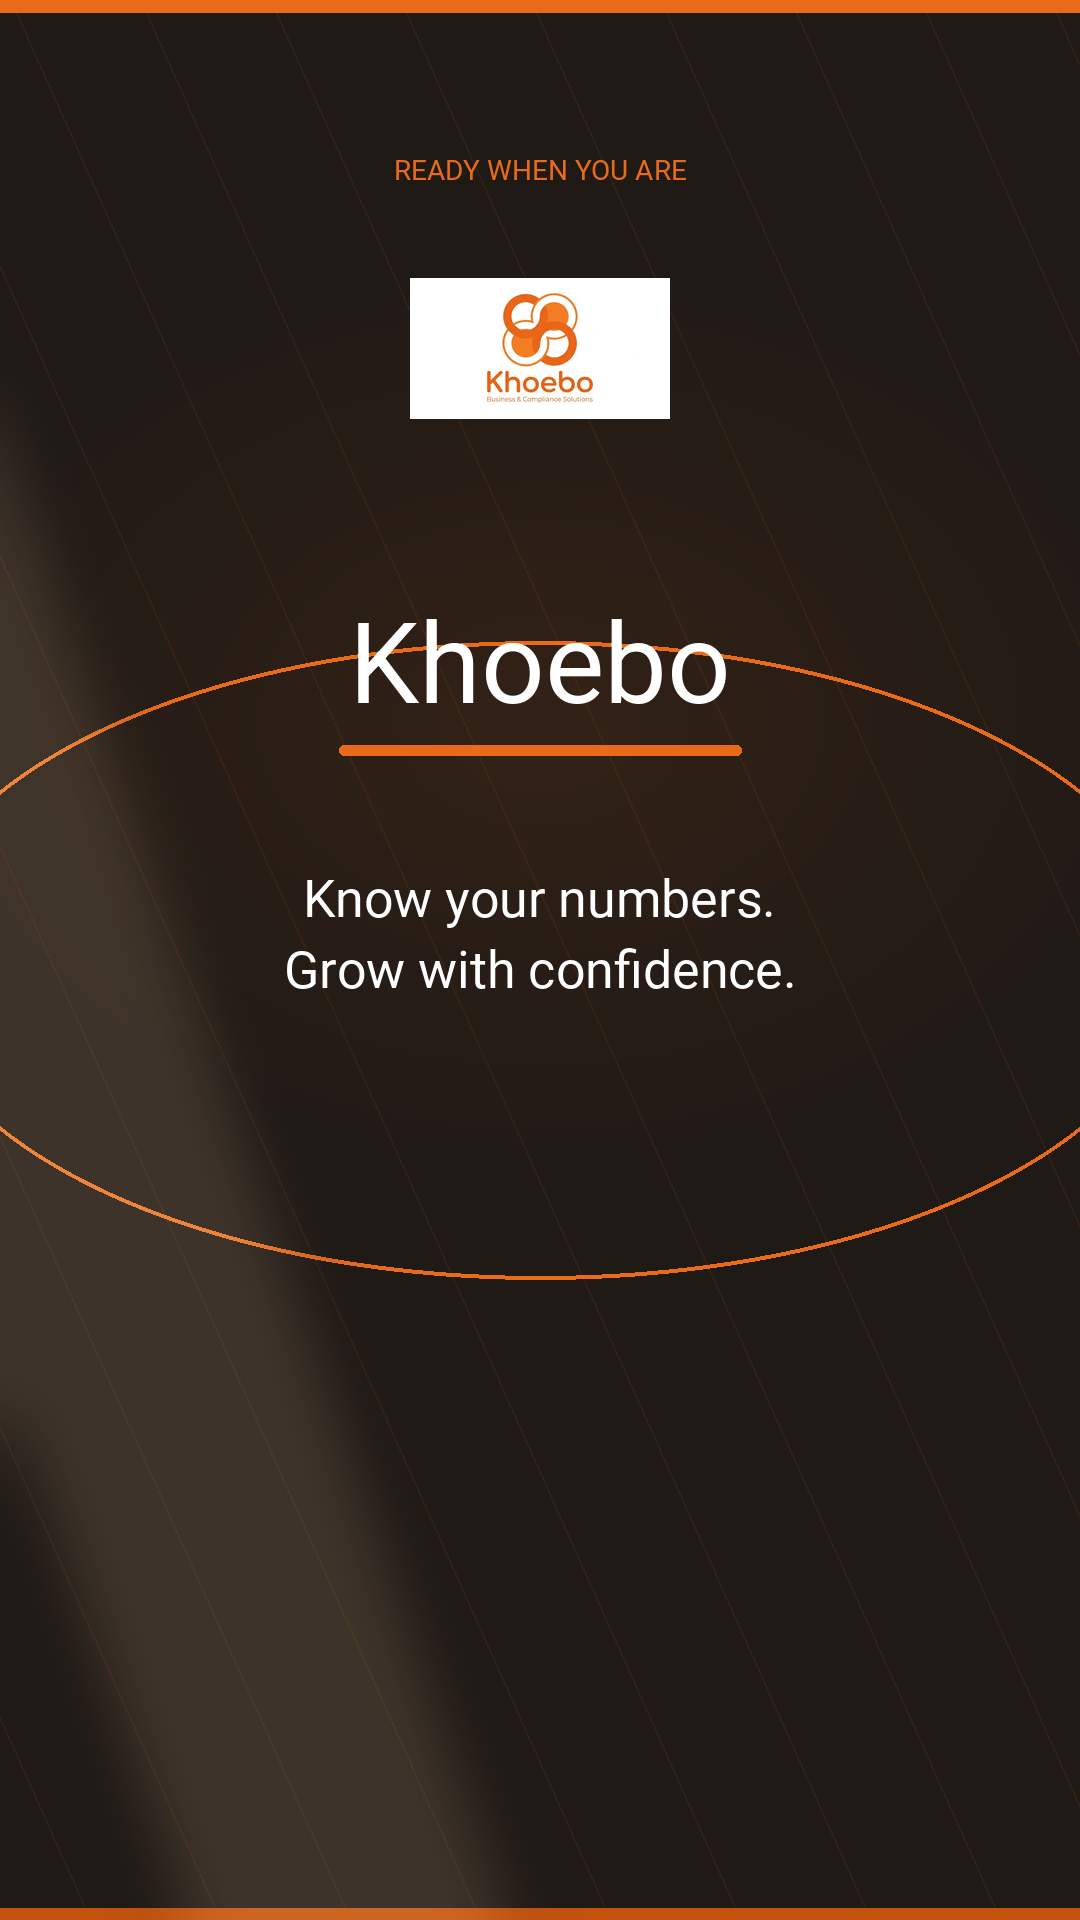 READY WHEN YOU ARE
Khoebo
Business & Compliance Solutions
Khoebo
Know your numbers.
Grow with confidence.